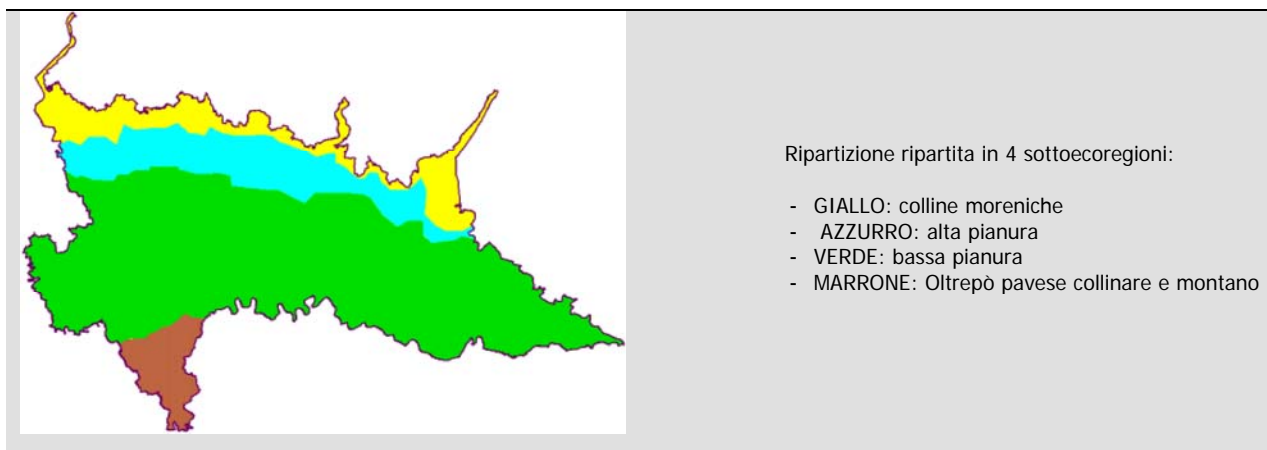 Ripartizione ripartita in 4 sottoecoregioni:
- GIALLO: colline moreniche
- AZZURRO: alta pianura
- VERDE: bassa pianura
- MARRONE: Oltrepò pavese collinare e montano